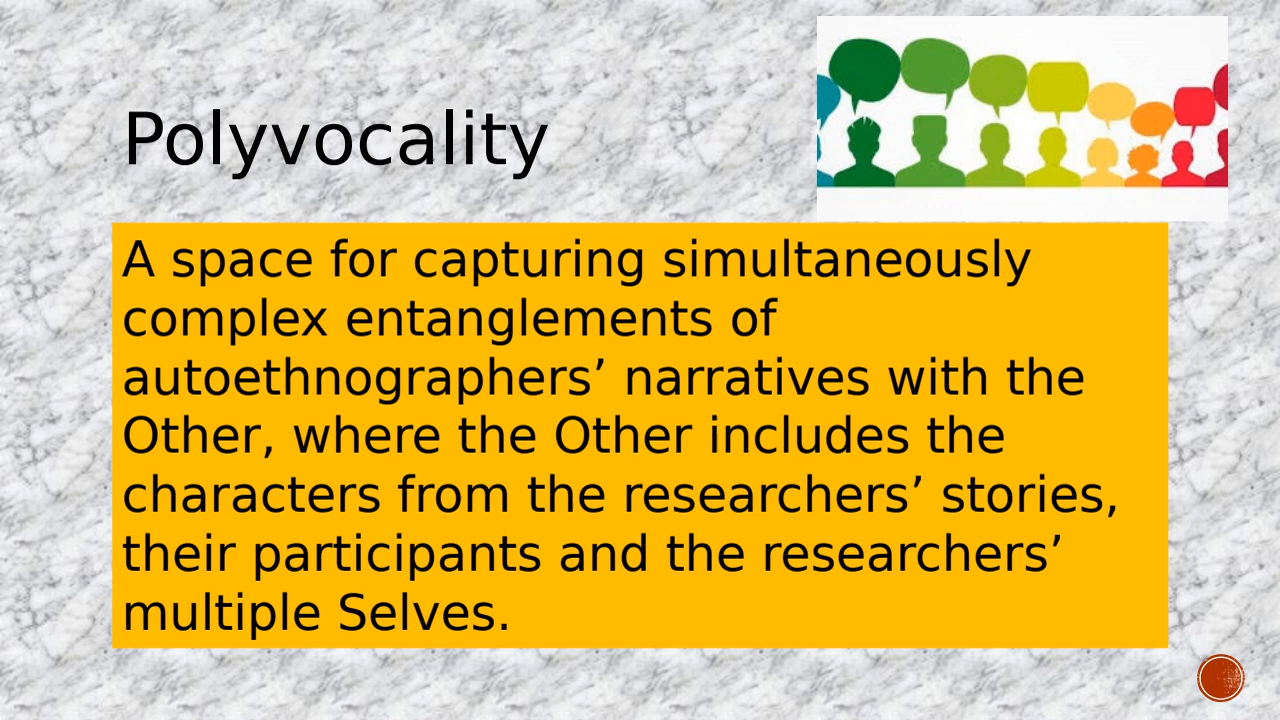 Polyvocality
A space for capturing simultaneously
complex entanglements of
autoethnographers’ narratives with the
Other, where the Other includes the
characters from the researchers’ stories,
their participants and the researchers’
multiple Selves.